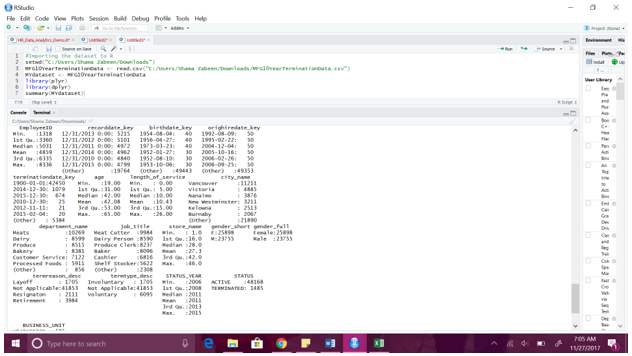 RStudio
File Edit Code View Plots Session Build Debug Profile Tools Help
Go to file/function Addins
Project: (None)
HR_Data_Analytics_Demo.R* Untitled2* Untitled3*
Source on Save Run Source
1 #Importing the dataset to R
2 setwd("C:/Users/Shama Zabeen/Downloads")
3 MFG10YearTerminationData <- read.csv("C:/Users/Shama Zabeen/Downloads/MFG10YearTerminationData.csv")
4 MYdataset <- MFG10YearTerminationData
5 library(plyr)
6 library(dplyr)
7 summary(MYdataset)
(Top Level) R Script
Console Terminal
C:/Users/Shama Zabeen/Downloads/
EmployeeID recorddate_key birthdate_key orighiredate_key
Min. :1318 12/31/2013 0:00: 5215 1954-08-04: 40 1992-08-09: 50
1st Qu.:3360 12/31/2012 0:00: 5101 1956-04-27: 40 1995-02-22: 50
Median :5031 12/31/2011 0:00: 4972 1973-03-23: 40 2004-12-04: 50
Mean :4859 12/31/2014 0:00: 4962 1952-01-27: 30 2005-10-16: 50
3rd Qu.:6335 12/31/2010 0:00: 4840 1952-08-10: 30 2006-02-26: 50
Max. :8336 12/31/2015 0:00: 4799 1953-10-06: 30 2006-09-25: 50
(Other) :19764 (Other) :49443 (Other) :49353
terminationdate_key age length_of_service city_name
1900-01-01:42450 Min. :19.00 Min. : 0.00 Vancouver :11211
2014-12-30: 1079 1st Qu.:31.00 1st Qu.: 5.00 Victoria : 4885
2015-12-30: 674 Median :42.00 Median :10.00 Nanaimo : 3876
2010-12-30: 25 Mean :42.08 Mean :10.43 New Westminster: 3211
2012-11-11: 21 3rd Qu.:53.00 3rd Qu.:15.00 Kelowna : 2513
2015-02-04: 20 Max. :65.00 Max. :26.00 Burnaby : 2067
(Other) : 5384 (Other) :21890
department_name job_title store_name gender_short gender_full
Meats :10269 Meat Cutter :9984 Min. : 1.0 F:25898 Female:25898
Dairy : 8599 Dairy Person :8590 1st Qu.:16.0 M:23755 Male :23755
Produce : 8515 Produce Clerk:8237 Median :28.0
Bakery : 8381 Baker :8096 Mean :27.3
Customer Service: 7122 Cashier :6816 3rd Qu.:42.0
Processed Foods : 5911 Shelf Stocker:5622 Max. :46.0
(Other) : 856 (Other) :2308
termreason_desc termtype_desc STATUS_YEAR STATUS
Layoff : 1705 Involuntary : 1705 Min. :2006 ACTIVE :48168
Not Applicable:41853 Not Applicable:41853 1st Qu.:2008 TERMINATED: 1485
Resignaton : 2111 Voluntary : 6095 Median :2011
Retirement : 3984 Mean :2011
3rd Qu.:2013
Max. :2015
BUSINESS_UNIT
Environment His
Files Plots Pac
Install Up
User Library
Type here to search
7:05 AM
11/27/2017